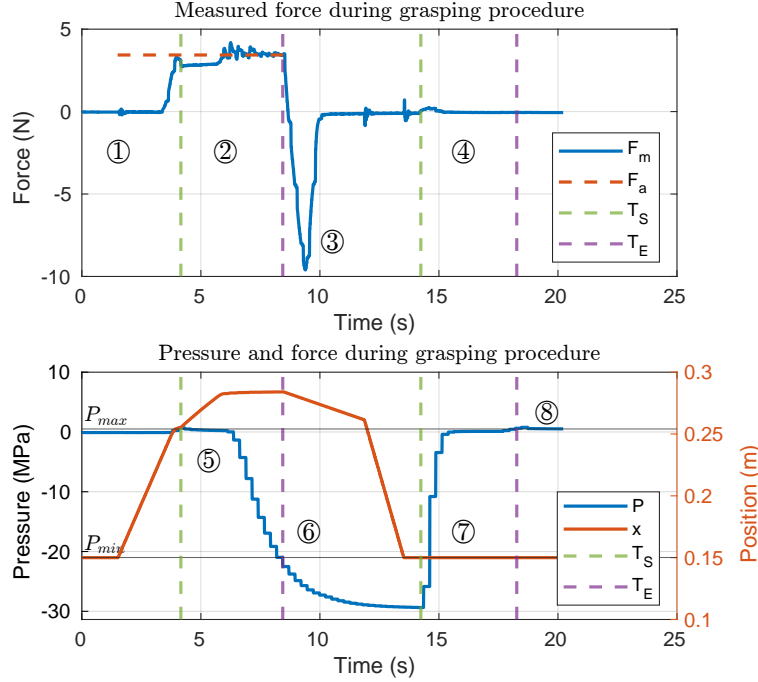 Measured force during grasping procedure
5
0
-5
-10
Force (N)
①
②
③
④
F_m
F_a
T_S
T_E
0 5 10 15 20 25
Time (s)
Pressure and force during grasping procedure
10
0
-10
-20
-30
Pressure (MPa)
P_max
P_min
⑤
⑥
⑦
⑧
P
x
T_S
T_E
0.3
0.25
0.2
0.15
0.1
Position (m)
0 5 10 15 20 25
Time (s)